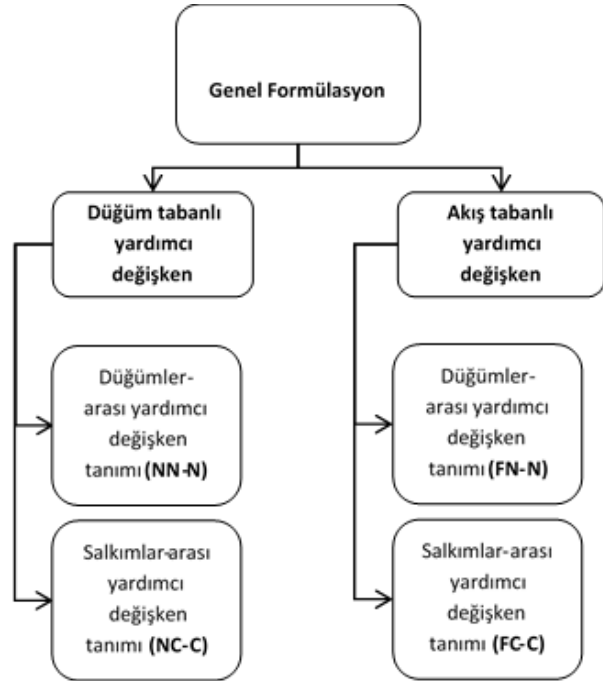 Genel Formülasyon
Düğüm tabanlı
yardımcı
değişken
Akış tabanlı
yardımcı
değişken
Düğümler-
arası yardımcı
değişken
tanımı (NN-N)
Düğümler-
arası yardımcı
değişken
tanımı (FN-N)
Salkımlar-arası
yardımcı
değişken
tanımı (NC-C)
Salkımlar-arası
yardımcı
değişken
tanımı (FC-C)